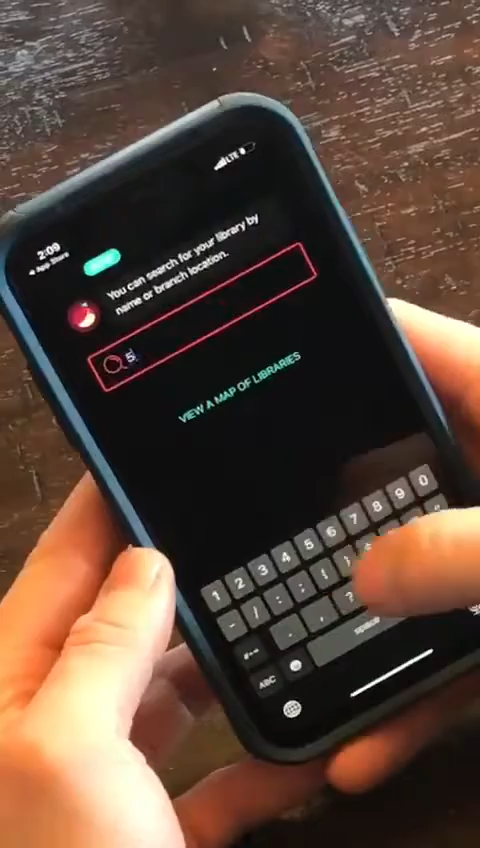 LTE
2:09
◀ App Store
You can search for your library by
name or branch location.
5
VIEW A MAP OF LIBRARIES
1 2 3 4 5 6 7 8 9 0
- / : ; ( )
. , ?
#+=
ABC
space